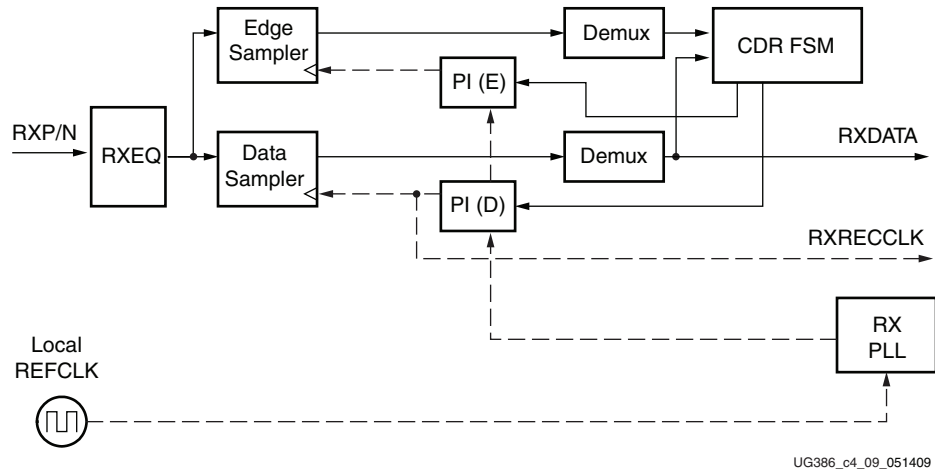 Edge
Sampler
Demux
CDR FSM
PI (E)
RXP/N
RXEQ
Data
Sampler
Demux
RXDATA
PI (D)
RXRECCLK
RX
PLL
Local
REFCLK
UG386_c4_09_051409